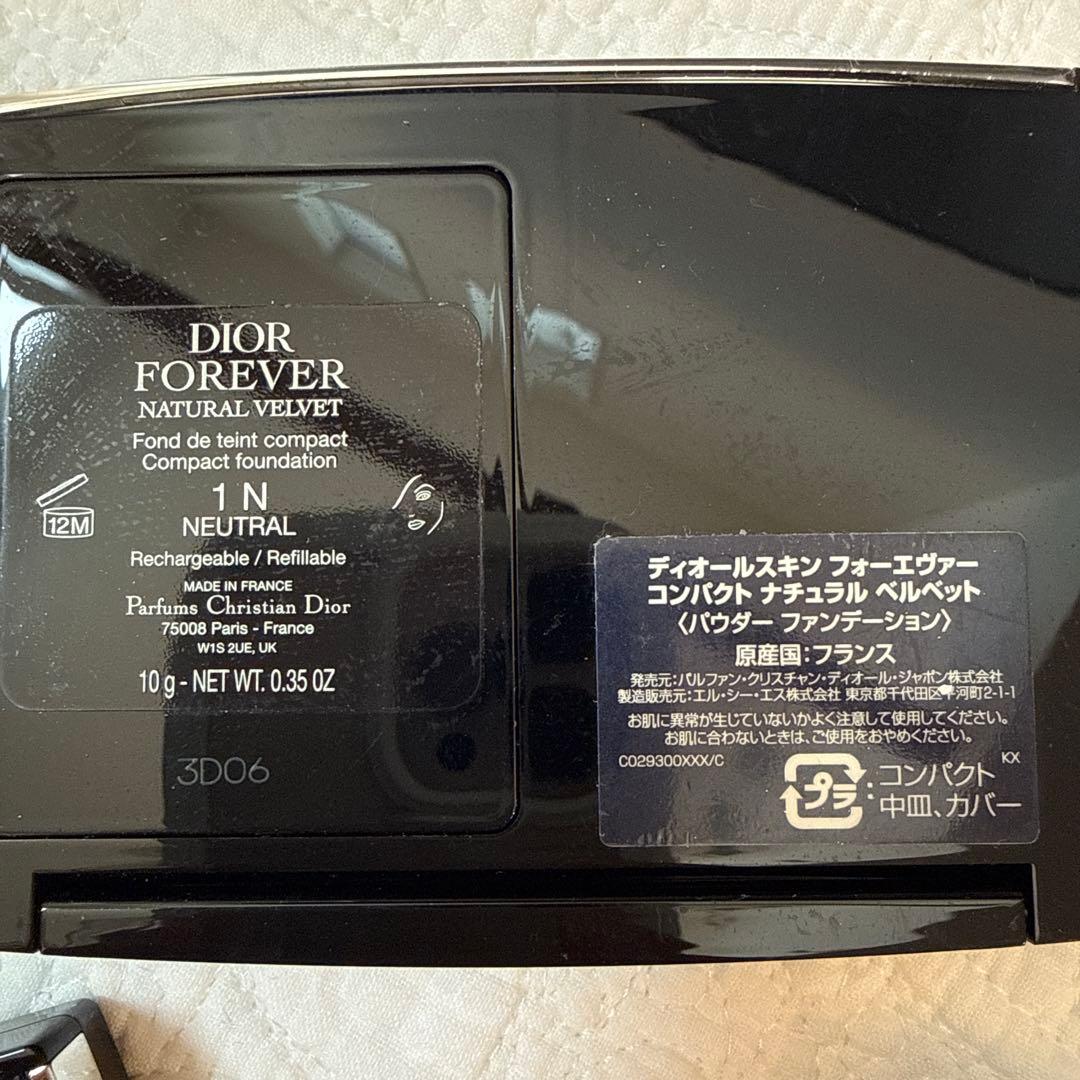 DIOR
FOREVER
NATURAL VELVET
Fond de teint compact
Compact foundation
12M
1 N
NEUTRAL
Rechargeable / Refillable
MADE IN FRANCE
Parfums Christian Dior
75008 Paris - France
W1S 2UE, UK
10 g - NET WT. 0.35 OZ
3D06
ディオールスキン フォーエヴァー
コンパクト ナチュラル ベルベット
〈パウダー ファンデーション〉
原産国:フランス
発売元:パルファン・クリスチャン・ディオール・ジャポン株式会社
製造販売元:エル・シー・エス株式会社 東京都千代田区平河町2-1-1
お肌に異常が生じていないかよく注意して使用してください。
お肌に合わないときは、ご使用をおやめください。
C029300XXX/C
KX
プラ:コンパクト
中皿、カバー